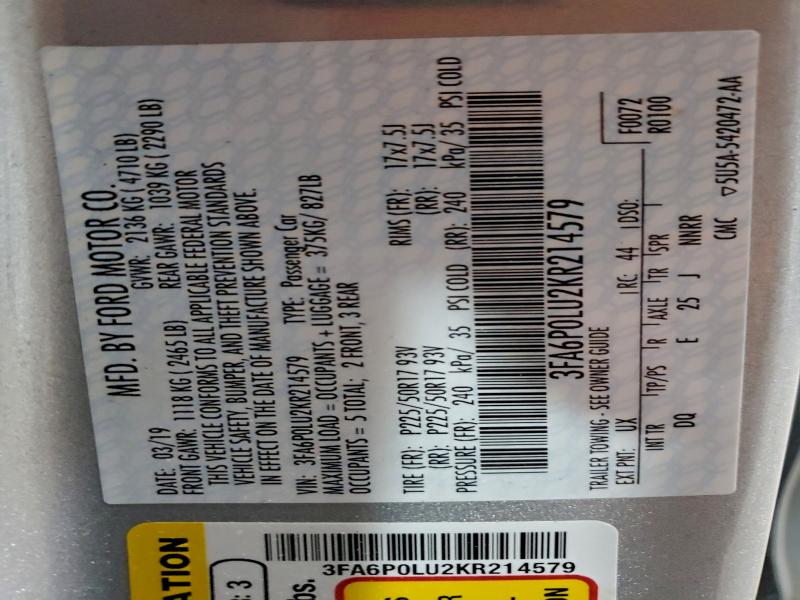 MFD. BY FORD MOTOR CO.
DATE: 03/19 GVWR: 2136 KG ( 4710 LB)
FRONT GAWR: 1118 KG ( 2465 LB) REAR GAWR: 1039 KG ( 2290 LB)
THIS VEHICLE CONFORMS TO ALL APPLICABLE FEDERAL MOTOR
VEHICLE SAFETY, BUMPER, AND THEFT PREVENTION STANDARDS
IN EFFECT ON THE DATE OF MANUFACTURE SHOWN ABOVE.
VIN: 3FA6P0LU2KR214579 TYPE: Passenger Car
MAXIMUM LOAD = OCCUPANTS + LUGGAGE = 375KG/ 827LB
OCCUPANTS = 5 TOTAL; 2 FRONT, 3 REAR
TIRE (FR): P225/50R17 93V RIMS (FR): 17x7.5J
(RR): P225/50R17 93V (RR): 17x7.5J
PRESSURE (FR): 240 kPa/ 35 PSI COLD (RR): 240 kPa/ 35 PSI COLD
3FA6P0LU2KR214579
TRAILER TOWING - SEE OWNER GUIDE F0072
EXT PNT: UX RC: 44 DSO: R0100
INT TR TP/PS R AXLE TR SPR
DQ E 25 J NNRR
CMC ▽5U5A-5420472-AA
ATION
: 3
bs.
3FA6P0LU2KR214579